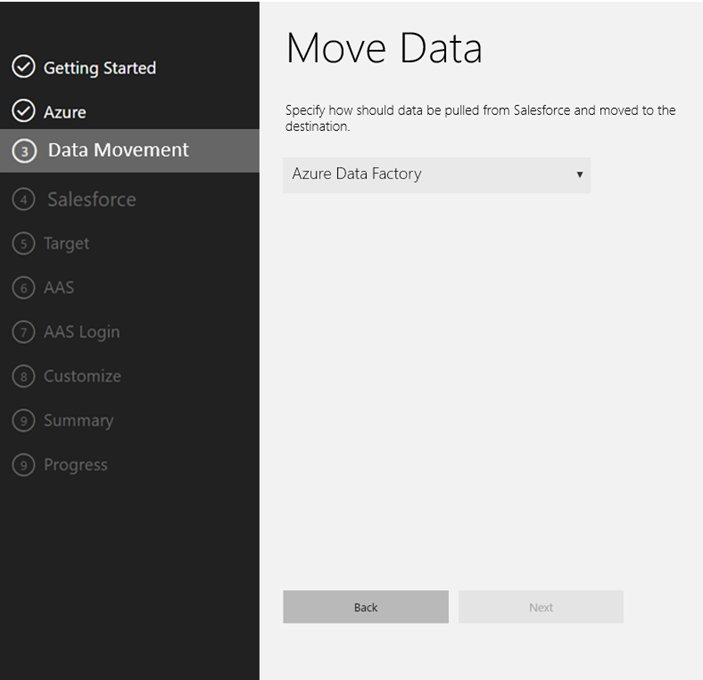 Getting Started
Azure
3 Data Movement
4 Salesforce
5 Target
6 AAS
7 AAS Login
8 Customize
9 Summary
9 Progress
Move Data
Specify how should data be pulled from Salesforce and moved to the
destination.
Azure Data Factory
Back Next